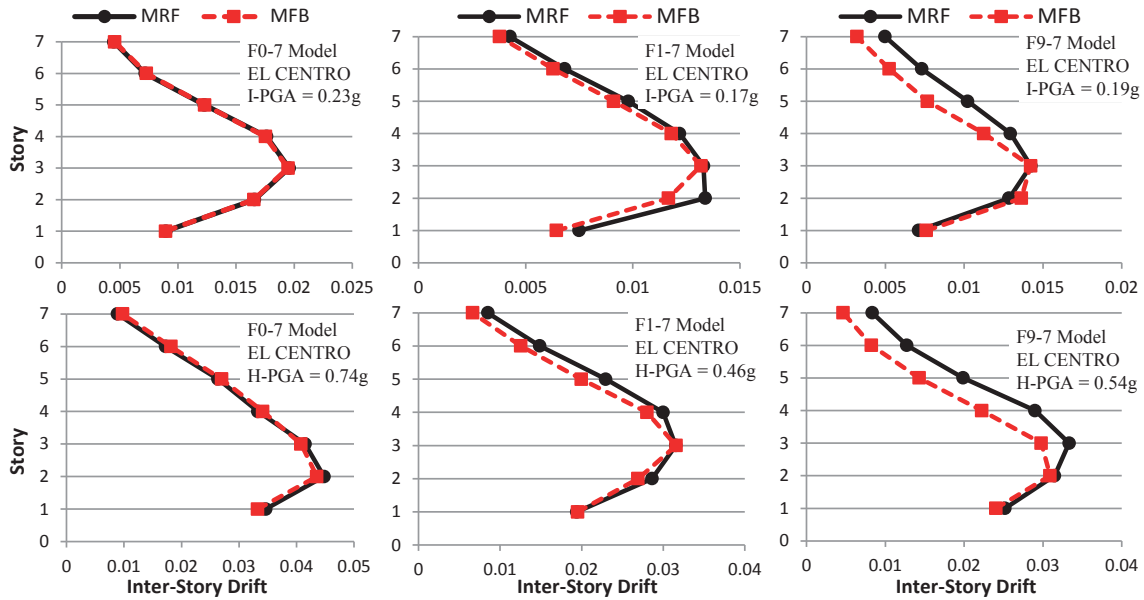 MRF MFB
F0-7 Model
EL CENTRO
I-PGA = 0.23g
Story
7
6
5
4
3
2
1
0
0 0.005 0.01 0.015 0.02 0.025
MRF MFB
F1-7 Model
EL CENTRO
I-PGA = 0.17g
7
6
5
4
3
2
1
0
0 0.005 0.01 0.015
MRF MFB
F9-7 Model
EL CENTRO
I-PGA = 0.19g
7
6
5
4
3
2
1
0
0 0.005 0.01 0.015 0.02
F0-7 Model
EL CENTRO
H-PGA = 0.74g
Story
7
6
5
4
3
2
1
0
0 0.01 0.02 0.03 0.04 0.05
Inter-Story Drift
F1-7 Model
EL CENTRO
H-PGA = 0.46g
7
6
5
4
3
2
1
0
0 0.01 0.02 0.03 0.04
Inter-Story Drift
F9-7 Model
EL CENTRO
H-PGA = 0.54g
7
6
5
4
3
2
1
0
0 0.01 0.02 0.03 0.04
Inter-Story Drift